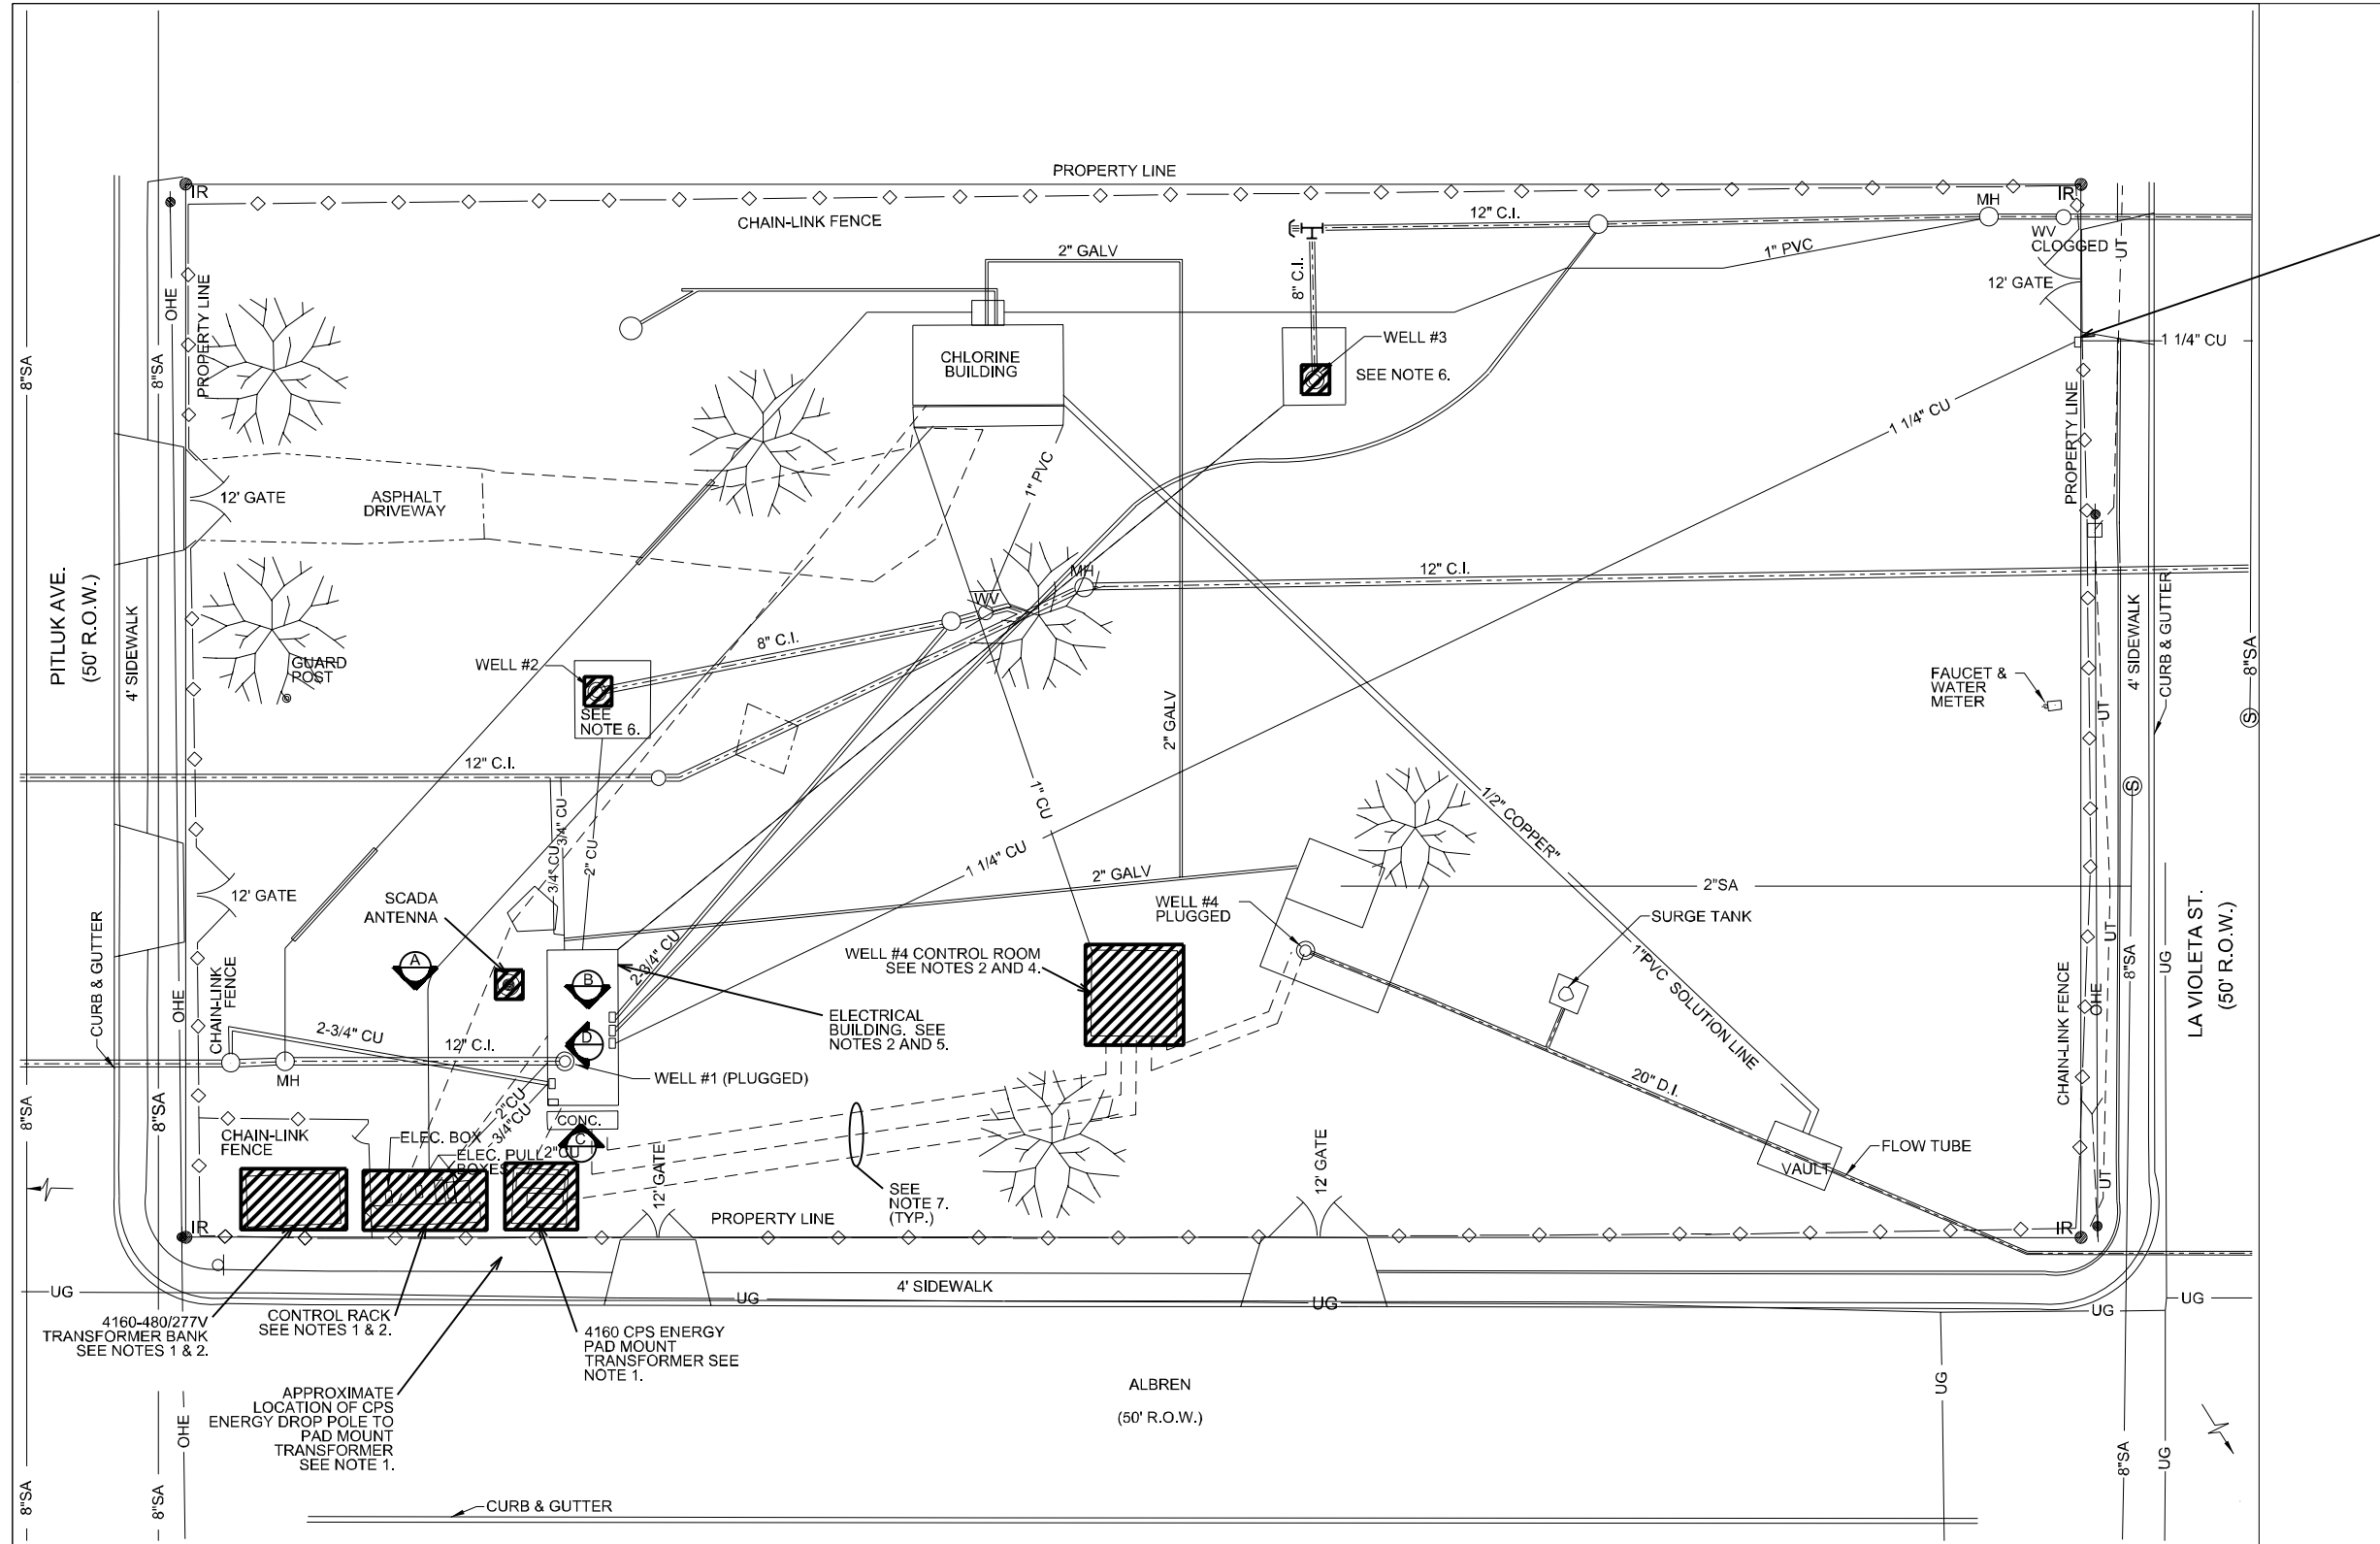 PROPERTY LINE
CHAIN-LINK FENCE
IR
IR
MH
12" C.I.
WV
CLOGGED
UT
12' GATE
1" PVC
8" C.I.
2" GALV
OHE
PROPERTY LINE
8"SA
8"SA
CHLORINE
BUILDING
WELL #3
SEE NOTE 6.
1 1/4" CU
1 1/4" CU
PROPERTY LINE
12' GATE
ASPHALT
DRIVEWAY
1" PVC
PITLUK AVE.
(50' R.O.W.)
4' SIDEWALK
GUARD
POST
WELL #2
SEE
NOTE 6.
8" C.I.
WV
MH
12" C.I.
2" GALV
FAUCET &
WATER
METER
UT
4' SIDEWALK
CURB & GUTTER
8"SA
S
S
12" C.I.
3/4" CU
3/4" CU
2" CU
1" CU
1 1/4" CU
2" GALV
1/2" COPPER"
2"SA
12' GATE
SCADA
ANTENNA
A
B
D
C
2-3/4" CU
WELL #4
PLUGGED
WELL #4 CONTROL ROOM
SEE NOTES 2 AND 4.
SURGE TANK
1"PVC SOLUTION LINE
ELECTRICAL
BUILDING. SEE
NOTES 2 AND 5.
CURB & GUTTER
CHAIN-LINK
FENCE
OHE
2-3/4" CU
12" C.I.
MH
WELL #1 (PLUGGED)
20" D.I.
CHAIN-LINK FENCE
OHE
UT
8"SA
UG
LA VIOLETA ST.
(50' R.O.W.)
8"SA
8"SA
CHAIN-LINK
FENCE
ELEC. BOX
ELEC. PULL
BOXES
2"CU
3/4"CU
2"CU
CONC.
12' GATE
SEE
NOTE 7.
(TYP.)
12' GATE
VAULT
FLOW TUBE
UT
IR
PROPERTY LINE
IR
4' SIDEWALK
UG
UG
UG
UG
UG
4160-480/277V
TRANSFORMER BANK
SEE NOTES 1 & 2.
CONTROL RACK
SEE NOTES 1 & 2.
4160 CPS ENERGY
PAD MOUNT
TRANSFORMER SEE
NOTE 1.
APPROXIMATE
LOCATION OF CPS
ENERGY DROP POLE TO
PAD MOUNT
TRANSFORMER
SEE NOTE 1.
ALBREN
(50' R.O.W.)
OHE
UG
8"SA
UG
8"SA
8"SA
CURB & GUTTER